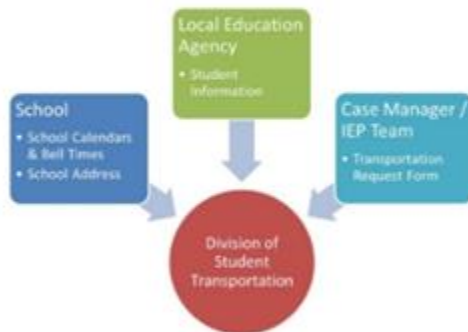 Local Education
Agency
• Student
Information
School
• School Calendars
& Bell Times
• School Address
Case Manager /
IEP Team
• Transportation
Request Form
Division of
Student
Transportation